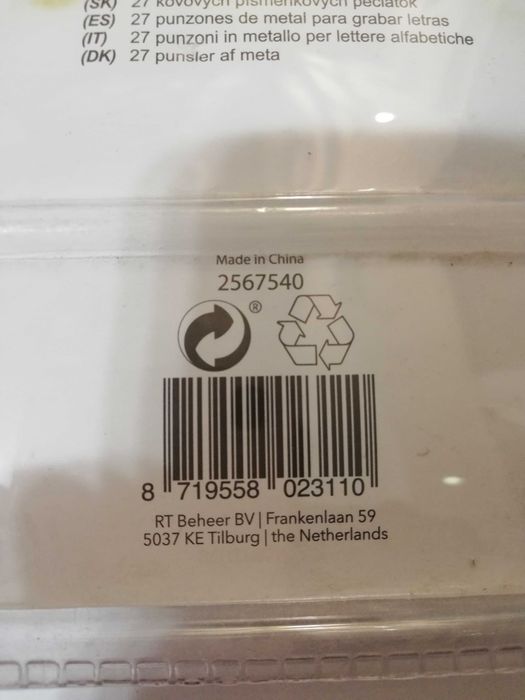 (SK) 27 kovových písmenkových pečiatok
(ES) 27 punzones de metal para grabar letras
(IT) 27 punzoni in metallo per lettere alfabetiche
(DK) 27 punsler af meta
Made in China
2567540
®
8 719558 023110
RT Beheer BV | Frankenlaan 59
5037 KE Tilburg | the Netherlands